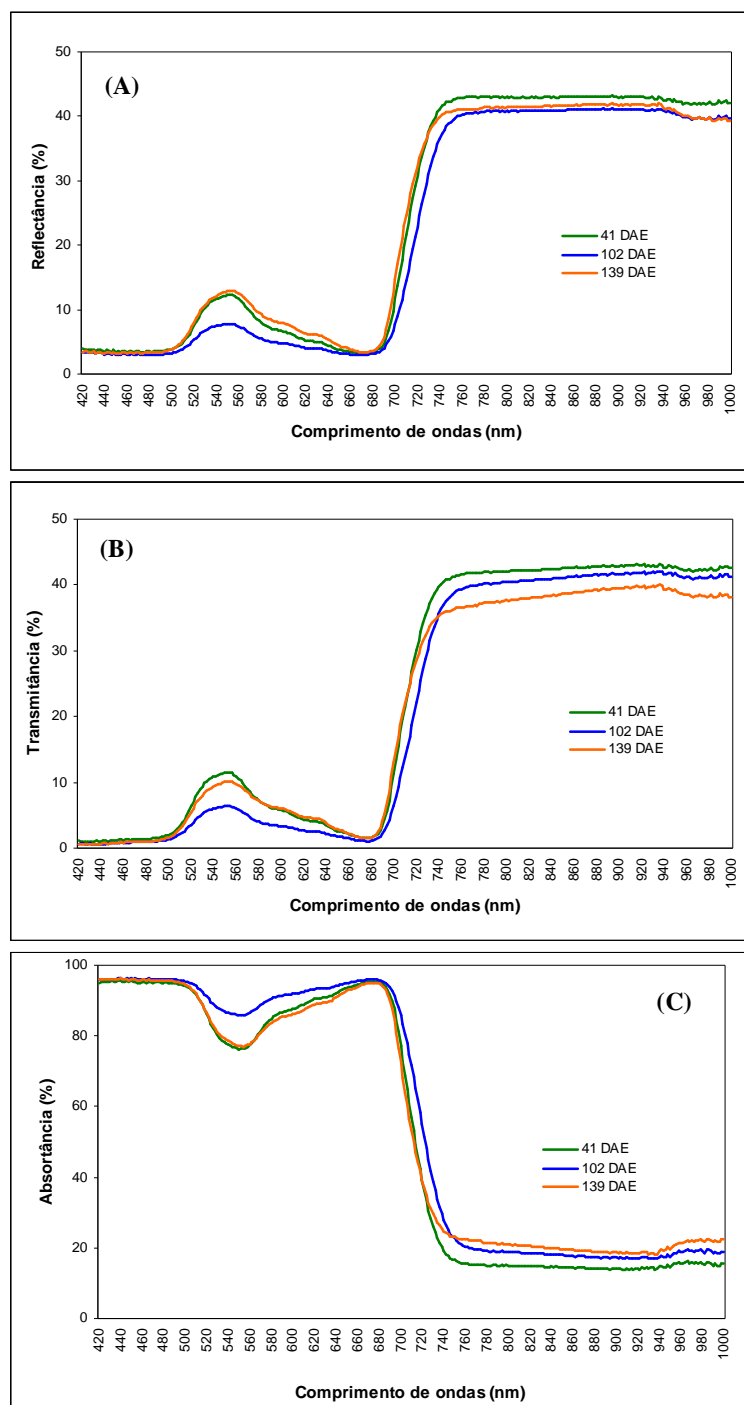 (A)
Reflectância (%)
50
40
30
20
10
0
41 DAE
102 DAE
139 DAE
420 440 460 480 500 520 540 560 580 600 620 640 660 680 700 720 740 760 780 800 820 840 860 880 900 920 940 960 980 1000
Comprimento de ondas (nm)
(B)
Transmitância (%)
50
40
30
20
10
0
41 DAE
102 DAE
139 DAE
420 440 460 480 500 520 540 560 580 600 620 640 660 680 700 720 740 760 780 800 820 840 860 880 900 920 940 960 980 1000
Comprimento de ondas (nm)
(C)
Absortância (%)
100
80
60
40
20
0
41 DAE
102 DAE
139 DAE
420 440 460 480 500 520 540 560 580 600 620 640 660 680 700 720 740 760 780 800 820 840 860 880 900 920 940 960 980 1000
Comprimento de ondas (nm)